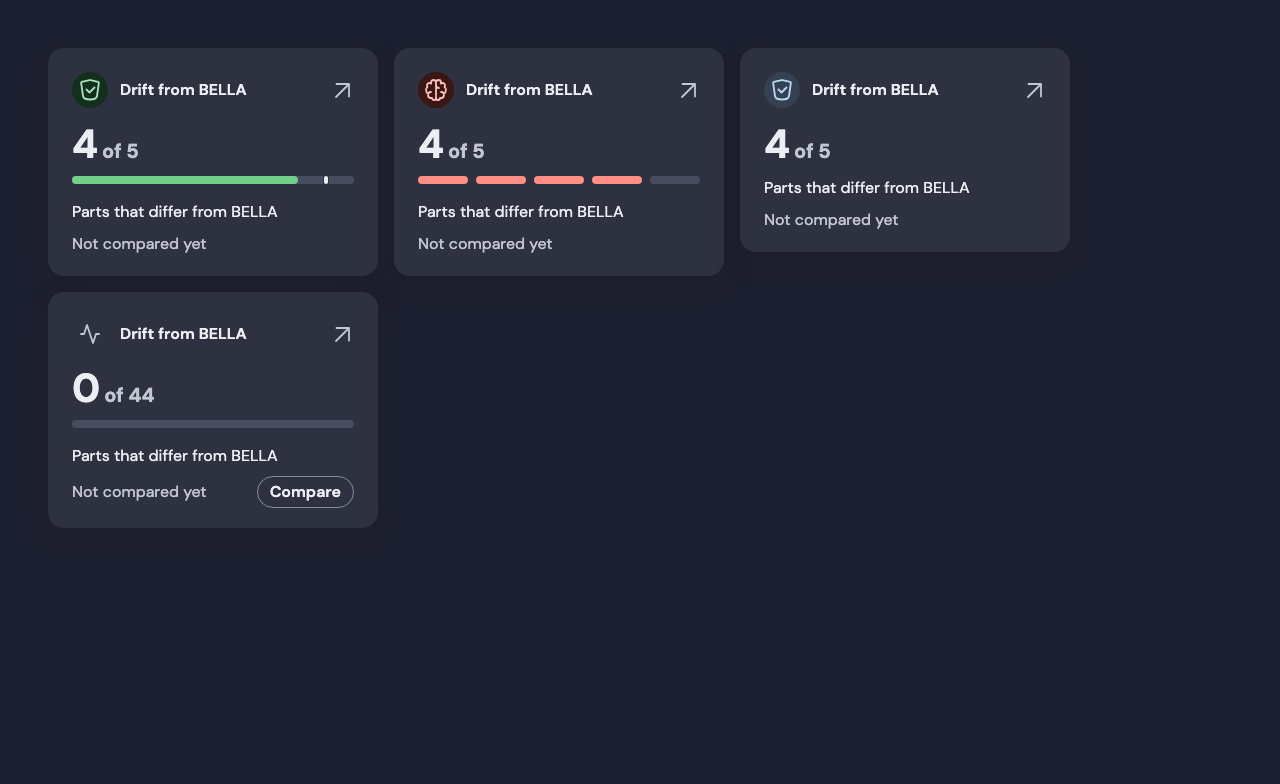 Drift from BELLA
4 of 5
Parts that differ from BELLA
Not compared yet
Drift from BELLA
4 of 5
Parts that differ from BELLA
Not compared yet
Drift from BELLA
4 of 5
Parts that differ from BELLA
Not compared yet
Drift from BELLA
0 of 44
Parts that differ from BELLA
Not compared yet
Compare